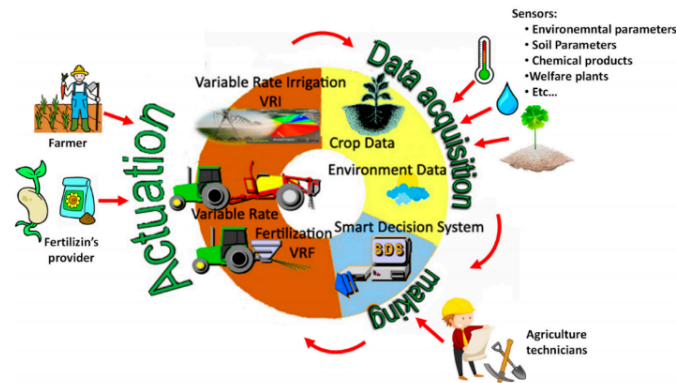 Sensors:
• Environemntal parameters
• Soil Parameters
• Chemical products
•Welfare plants
• Etc...
Data acquisition
Variable Rate Irrigation
VRI
Crop Data
Environment Data
Farmer
Actuation
Fertilizin's
provider
Variable Rate
Fertilization
VRF
Smart Decision System
SDS
making
Agriculture
technicians